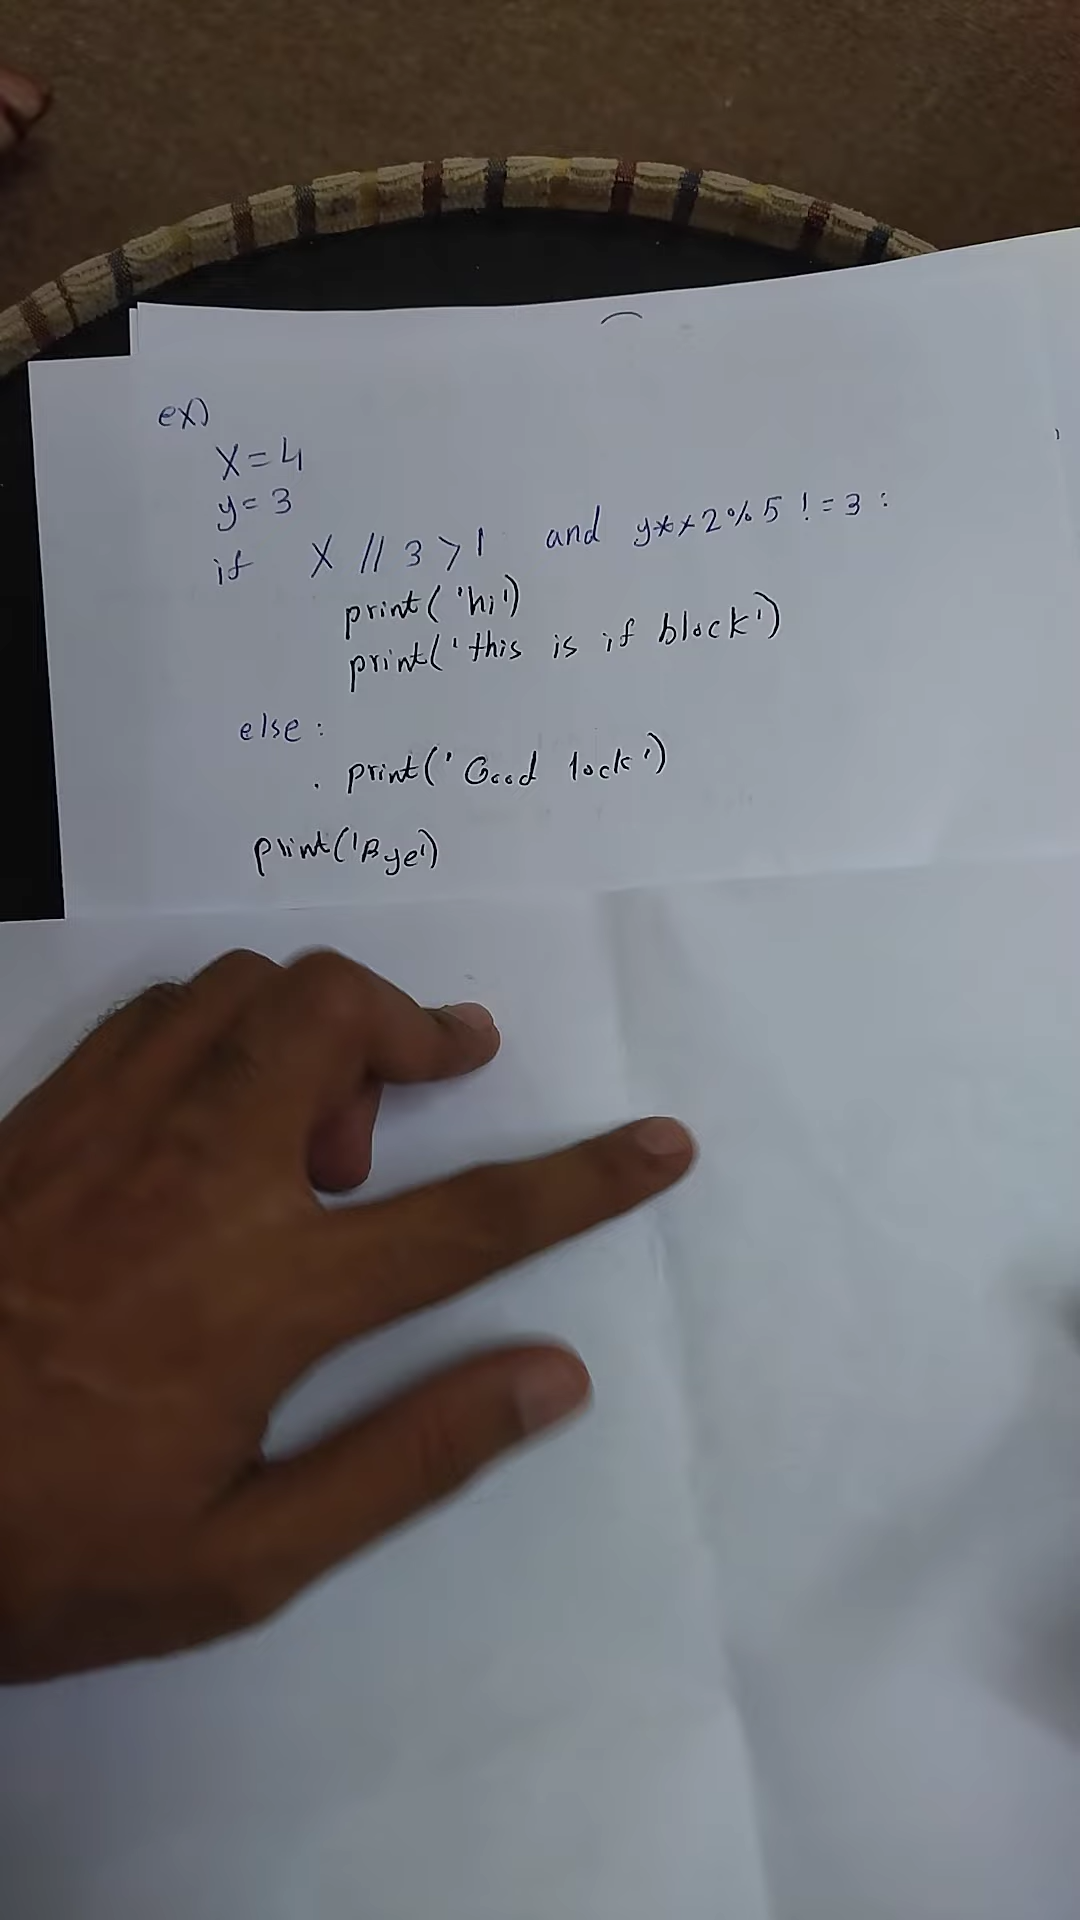 ex)
X=4
y=3
if X // 3 > 1 and y**2%5 != 3 :
print('hi')
print('this is if block')
else :
print('Good lock')
print('Bye')